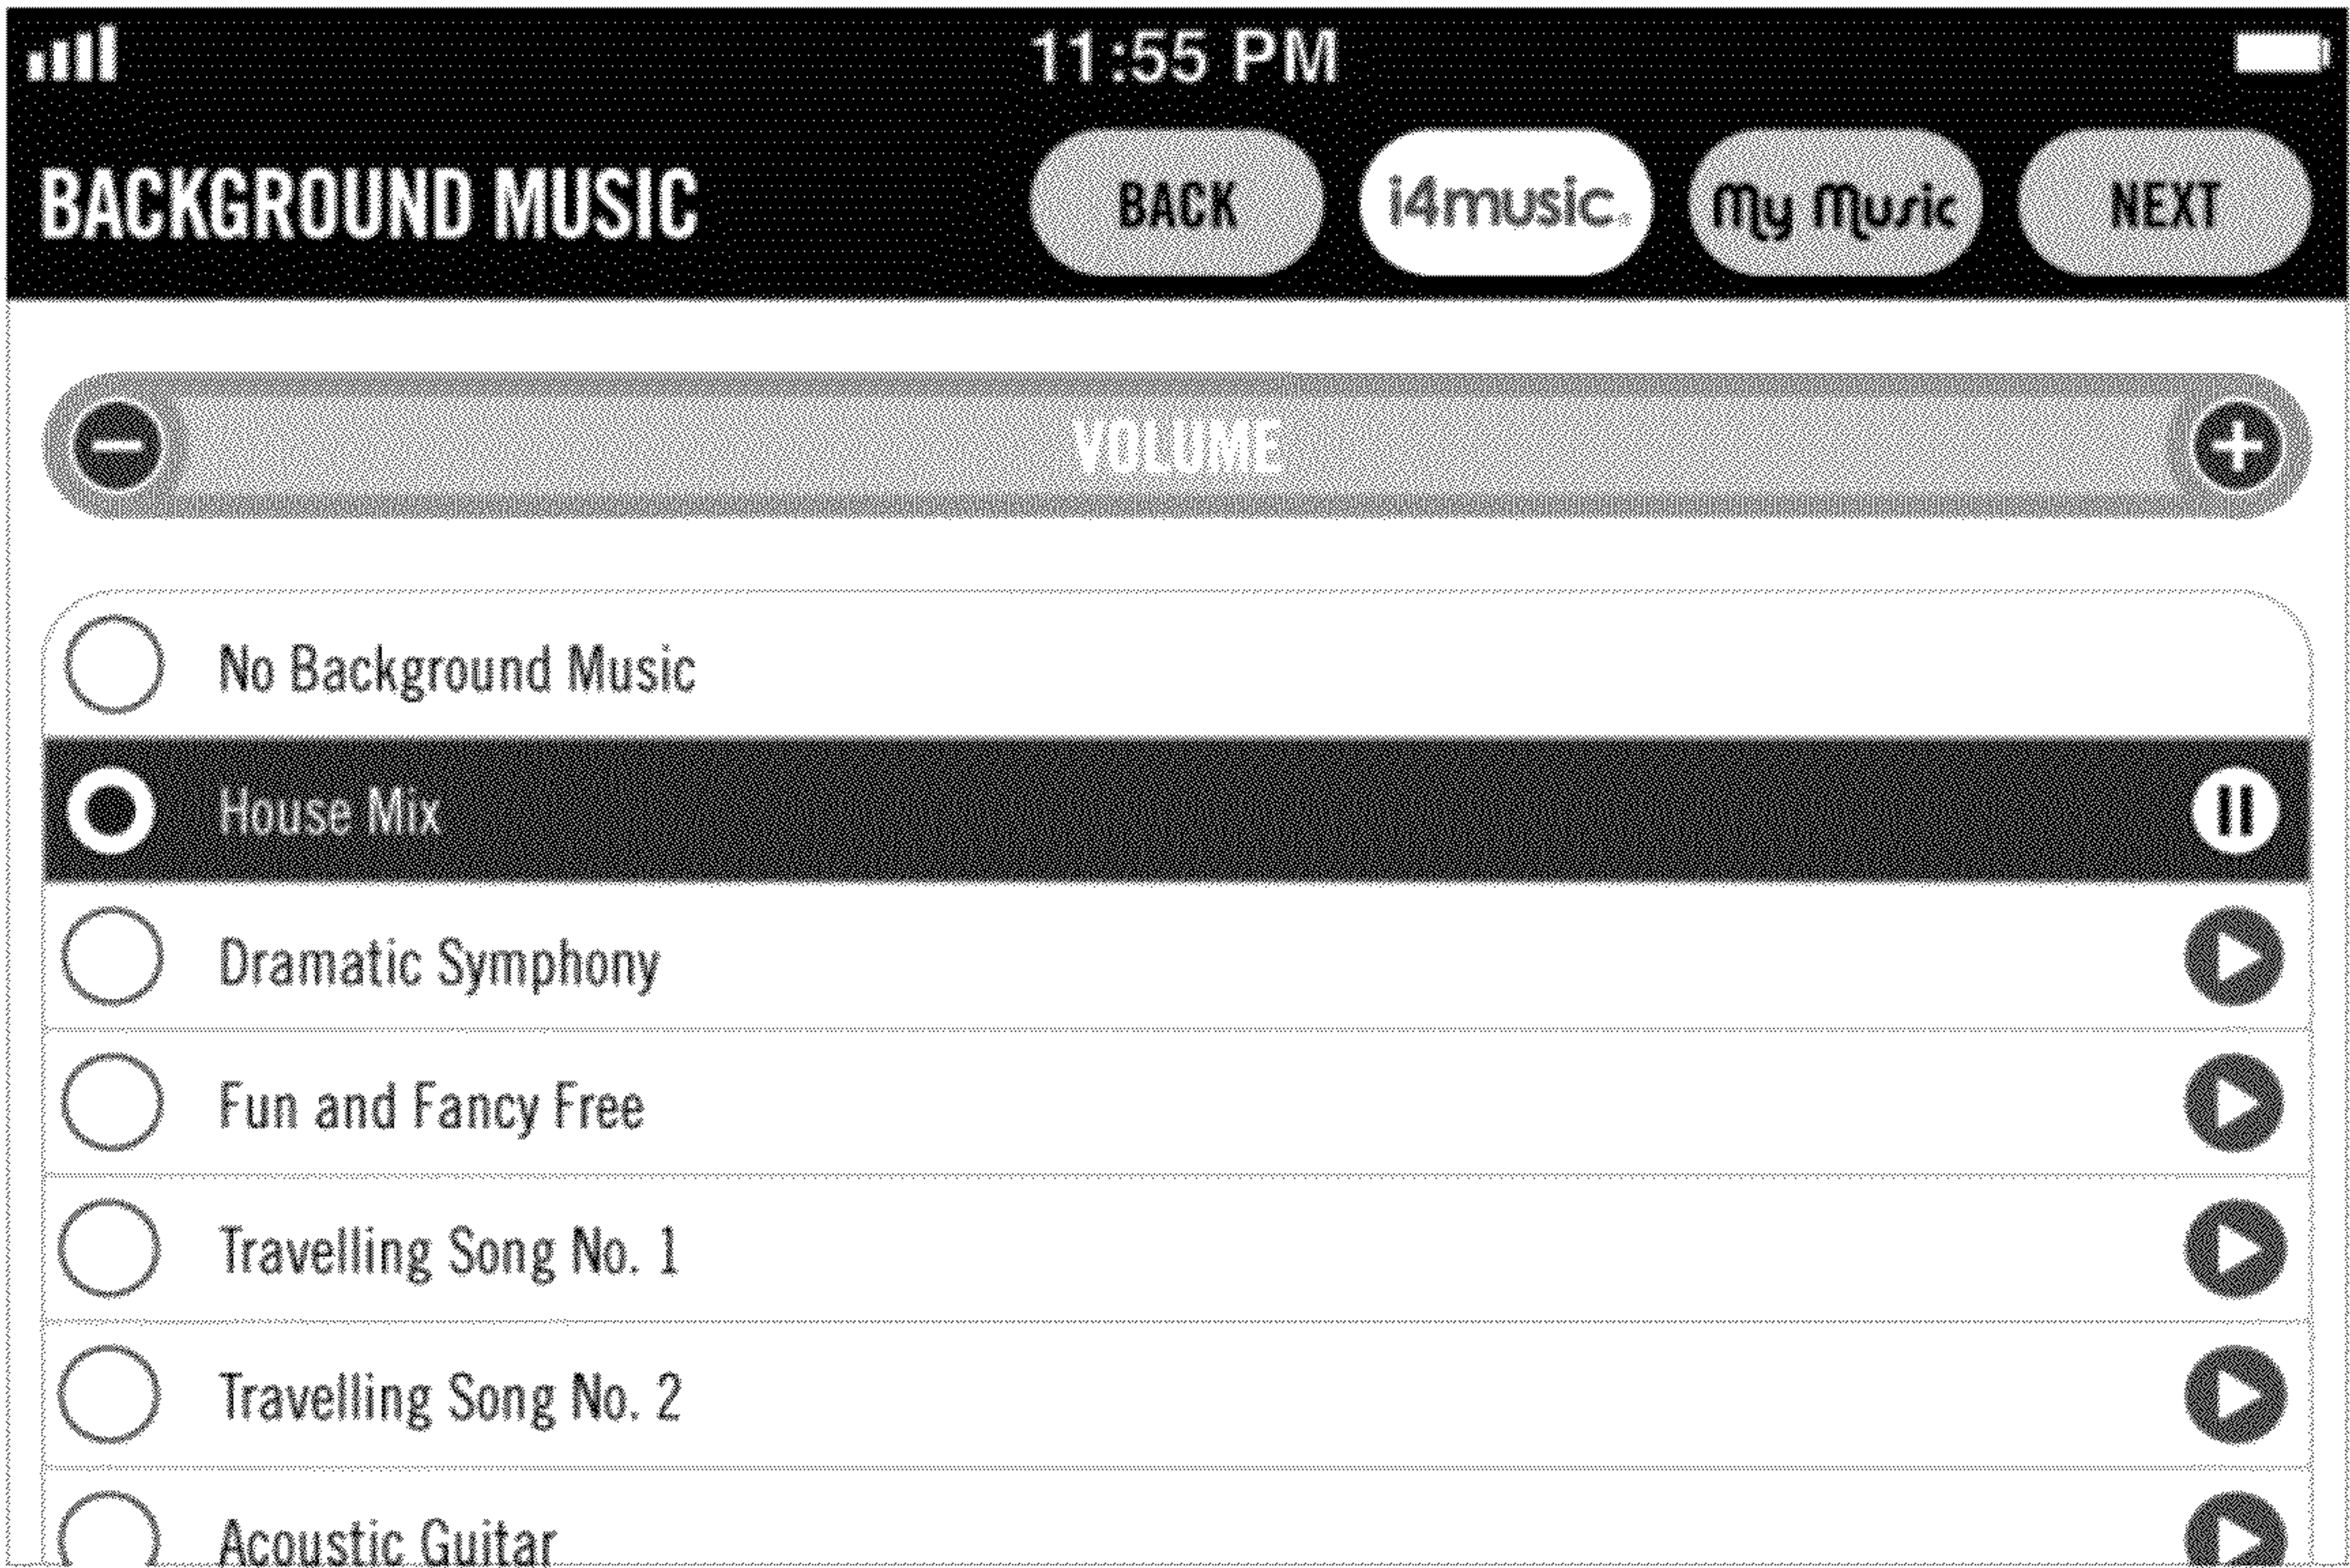 11:55 PM
BACKGROUND MUSIC BACK i4music® My Music NEXT
VOLUME
No Background Music
House Mix
Dramatic Symphony
Fun and Fancy Free
Travelling Song No. 1
Travelling Song No. 2
Acoustic Guitar